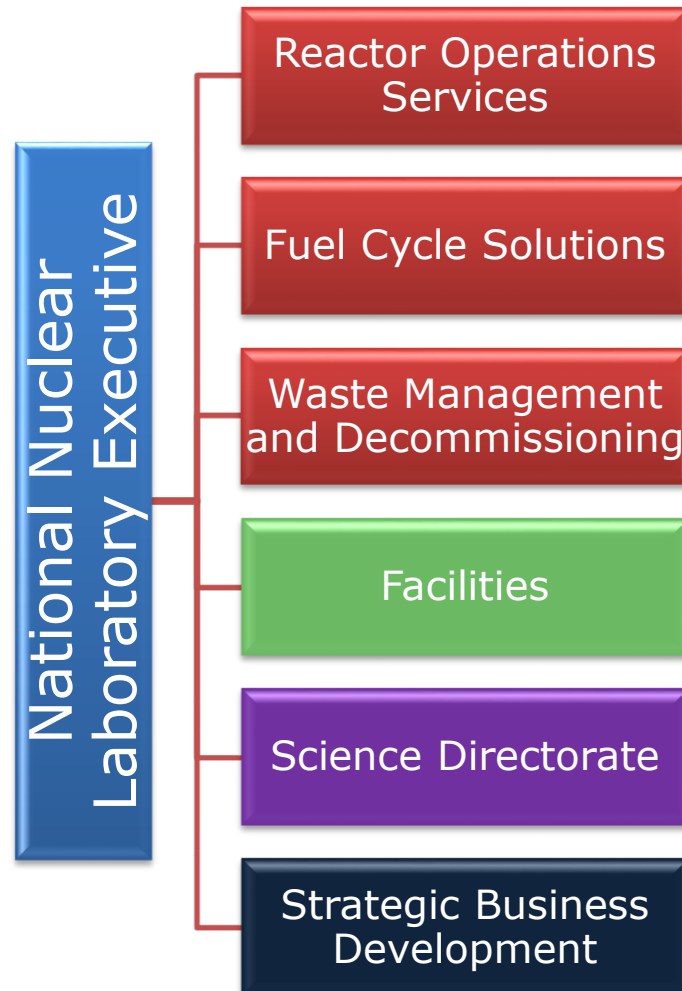 National Nuclear
Laboratory Executive
Reactor Operations
Services
Fuel Cycle Solutions
Waste Management
and Decommissioning
Facilities
Science Directorate
Strategic Business
Development